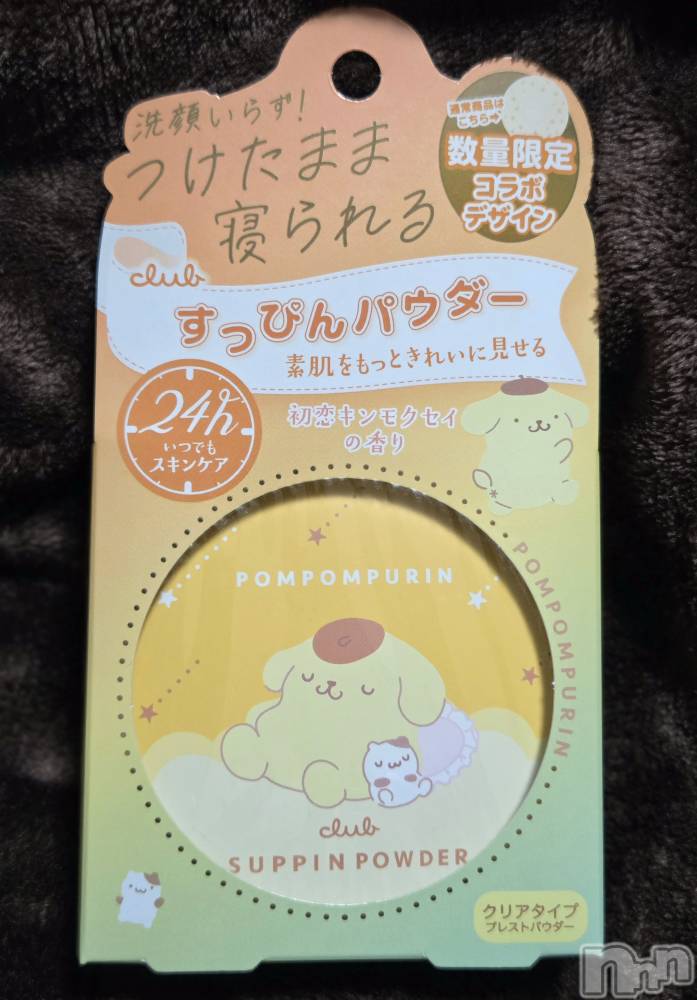 洗顔いらず!
つけたまま
寝られる
通常商品は
こちら→
数量限定
コラボ
デザイン
club
すっぴんパウダー
素肌をもっときれいに見せる
24h
いつでも
スキンケア
初恋キンモクセイ
の香り
POMPOMPURIN
POMPOMPURIN
club
SUPPIN POWDER
クリアタイプ
プレストパウダー
nnn